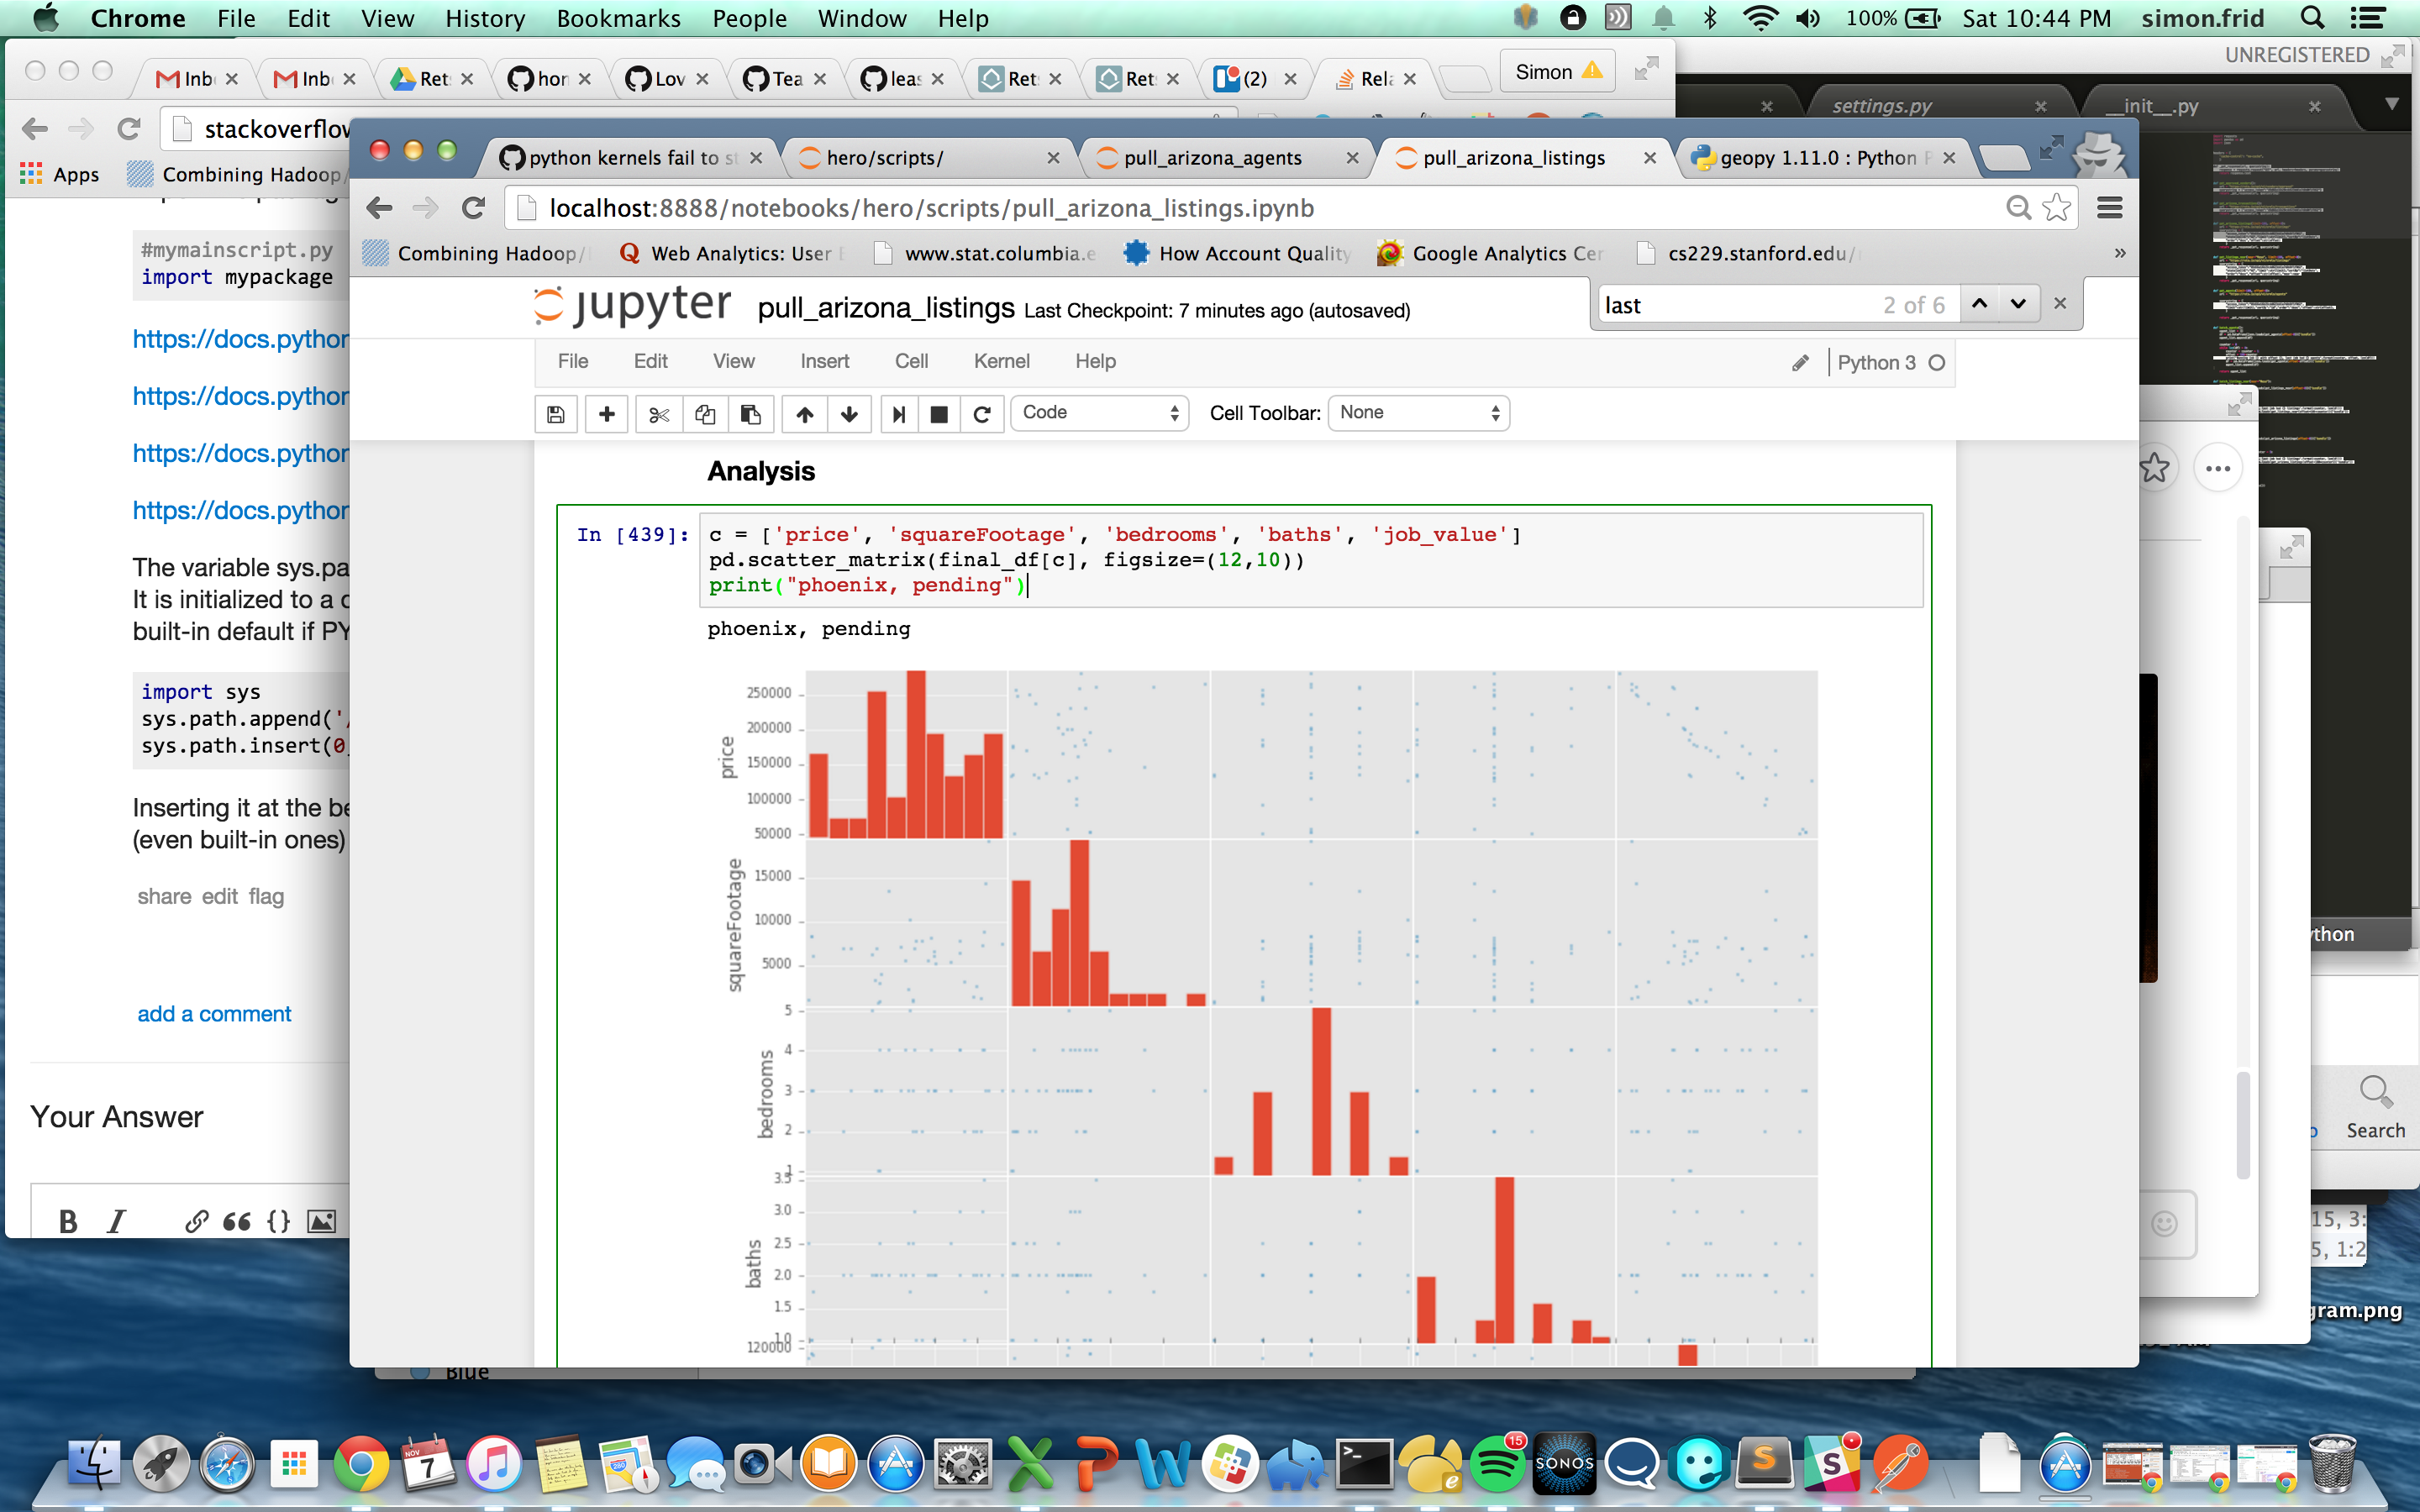 Chrome File Edit View History Bookmarks People Window Help 100% Sat 10:44 PM simon.frid
UNREGISTERED
Inb Inb Ret hor Lov Tea leas Ret Ret (2) Rela Simon
settings.py __init__.py
stackoverflow
Apps Combining Hadoop/
python kernels fail to st hero/scripts/ pull_arizona_agents pull_arizona_listings geopy 1.11.0 : Python P
localhost:8888/notebooks/hero/scripts/pull_arizona_listings.ipynb
Combining Hadoop/ Web Analytics: User E www.stat.columbia.e How Account Quality Google Analytics Cer cs229.stanford.edu/
last 2 of 6
jupyter pull_arizona_listings Last Checkpoint: 7 minutes ago (autosaved)
File Edit View Insert Cell Kernel Help Python 3
Code Cell Toolbar: None
#mymainscript.py
import mypackage
https://docs.python
https://docs.python
https://docs.python
https://docs.python
The variable sys.pa
It is initialized to a c
built-in default if PY
import sys
sys.path.append('/
sys.path.insert(0
Inserting it at the be
(even built-in ones)
share edit flag
add a comment
Your Answer
B I
Analysis
In [439]: c = ['price', 'squareFootage', 'bedrooms', 'baths', 'job_value']
pd.scatter_matrix(final_df[c], figsize=(12,10))
print("phoenix, pending")
phoenix, pending
price
250000
200000
150000
100000
50000
squareFootage
15000
10000
5000
bedrooms
5
4
3
2
1
baths
3.5
3.0
2.5
2.0
1.5
1.0
120000
ython
Search
15, 3:
5, 1:2
gram.png
Blue
NOV
7
280
15
SONOS